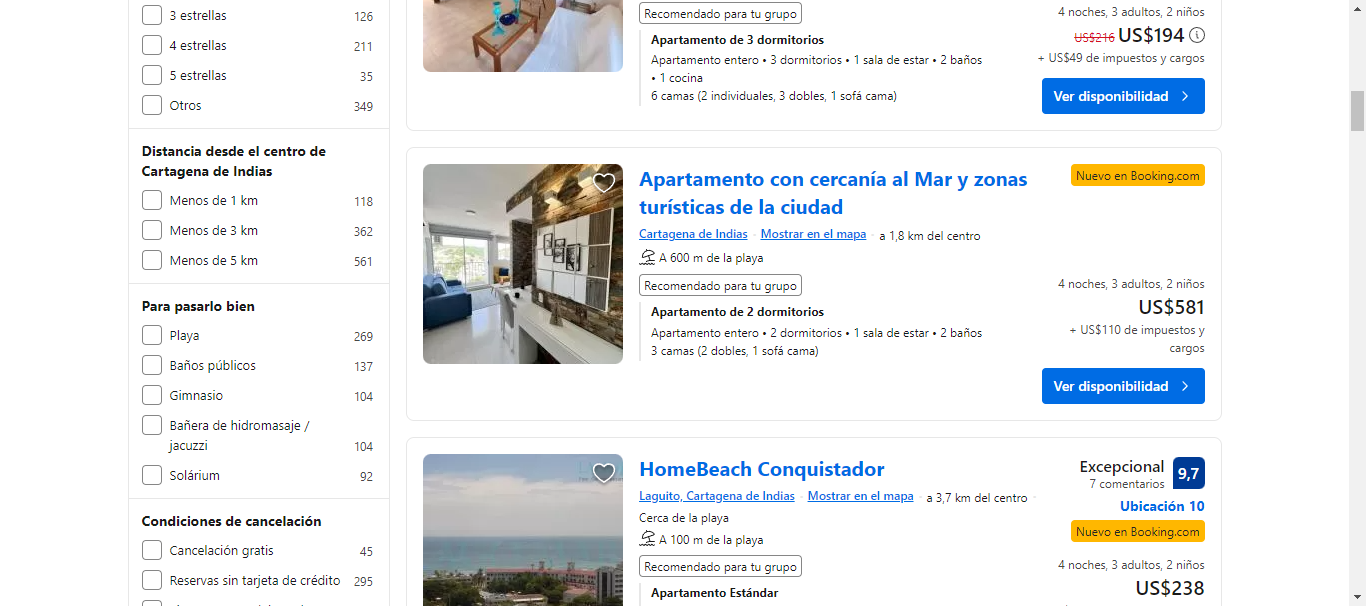 3 estrellas 126
4 estrellas 211
5 estrellas 35
Otros 349
Distancia desde el centro de
Cartagena de Indias
Menos de 1 km 118
Menos de 3 km 362
Menos de 5 km 561
Para pasarlo bien
Playa 269
Baños públicos 137
Gimnasio 104
Bañera de hidromasaje /
jacuzzi 104
Solárium 92
Condiciones de cancelación
Cancelación gratis 45
Reservas sin tarjeta de crédito 295
Recomendado para tu grupo
Apartamento de 3 dormitorios
Apartamento entero • 3 dormitorios • 1 sala de estar • 2 baños
• 1 cocina
6 camas (2 individuales, 3 dobles, 1 sofá cama)
4 noches, 3 adultos, 2 niños
US$216 US$194
+ US$49 de impuestos y cargos
Ver disponibilidad
Apartamento con cercanía al Mar y zonas
turísticas de la ciudad
Nuevo en Booking.com
Cartagena de Indias · Mostrar en el mapa · a 1,8 km del centro
A 600 m de la playa
Recomendado para tu grupo
Apartamento de 2 dormitorios
Apartamento entero • 2 dormitorios • 1 sala de estar • 2 baños
3 camas (2 dobles, 1 sofá cama)
4 noches, 3 adultos, 2 niños
US$581
+ US$110 de impuestos y
cargos
Ver disponibilidad
HomeBeach Conquistador
Laguito, Cartagena de Indias · Mostrar en el mapa · a 3,7 km del centro ·
Cerca de la playa
A 100 m de la playa
Recomendado para tu grupo
Apartamento Estándar
Excepcional 9,7
7 comentarios
Ubicación 10
Nuevo en Booking.com
4 noches, 3 adultos, 2 niños
US$238